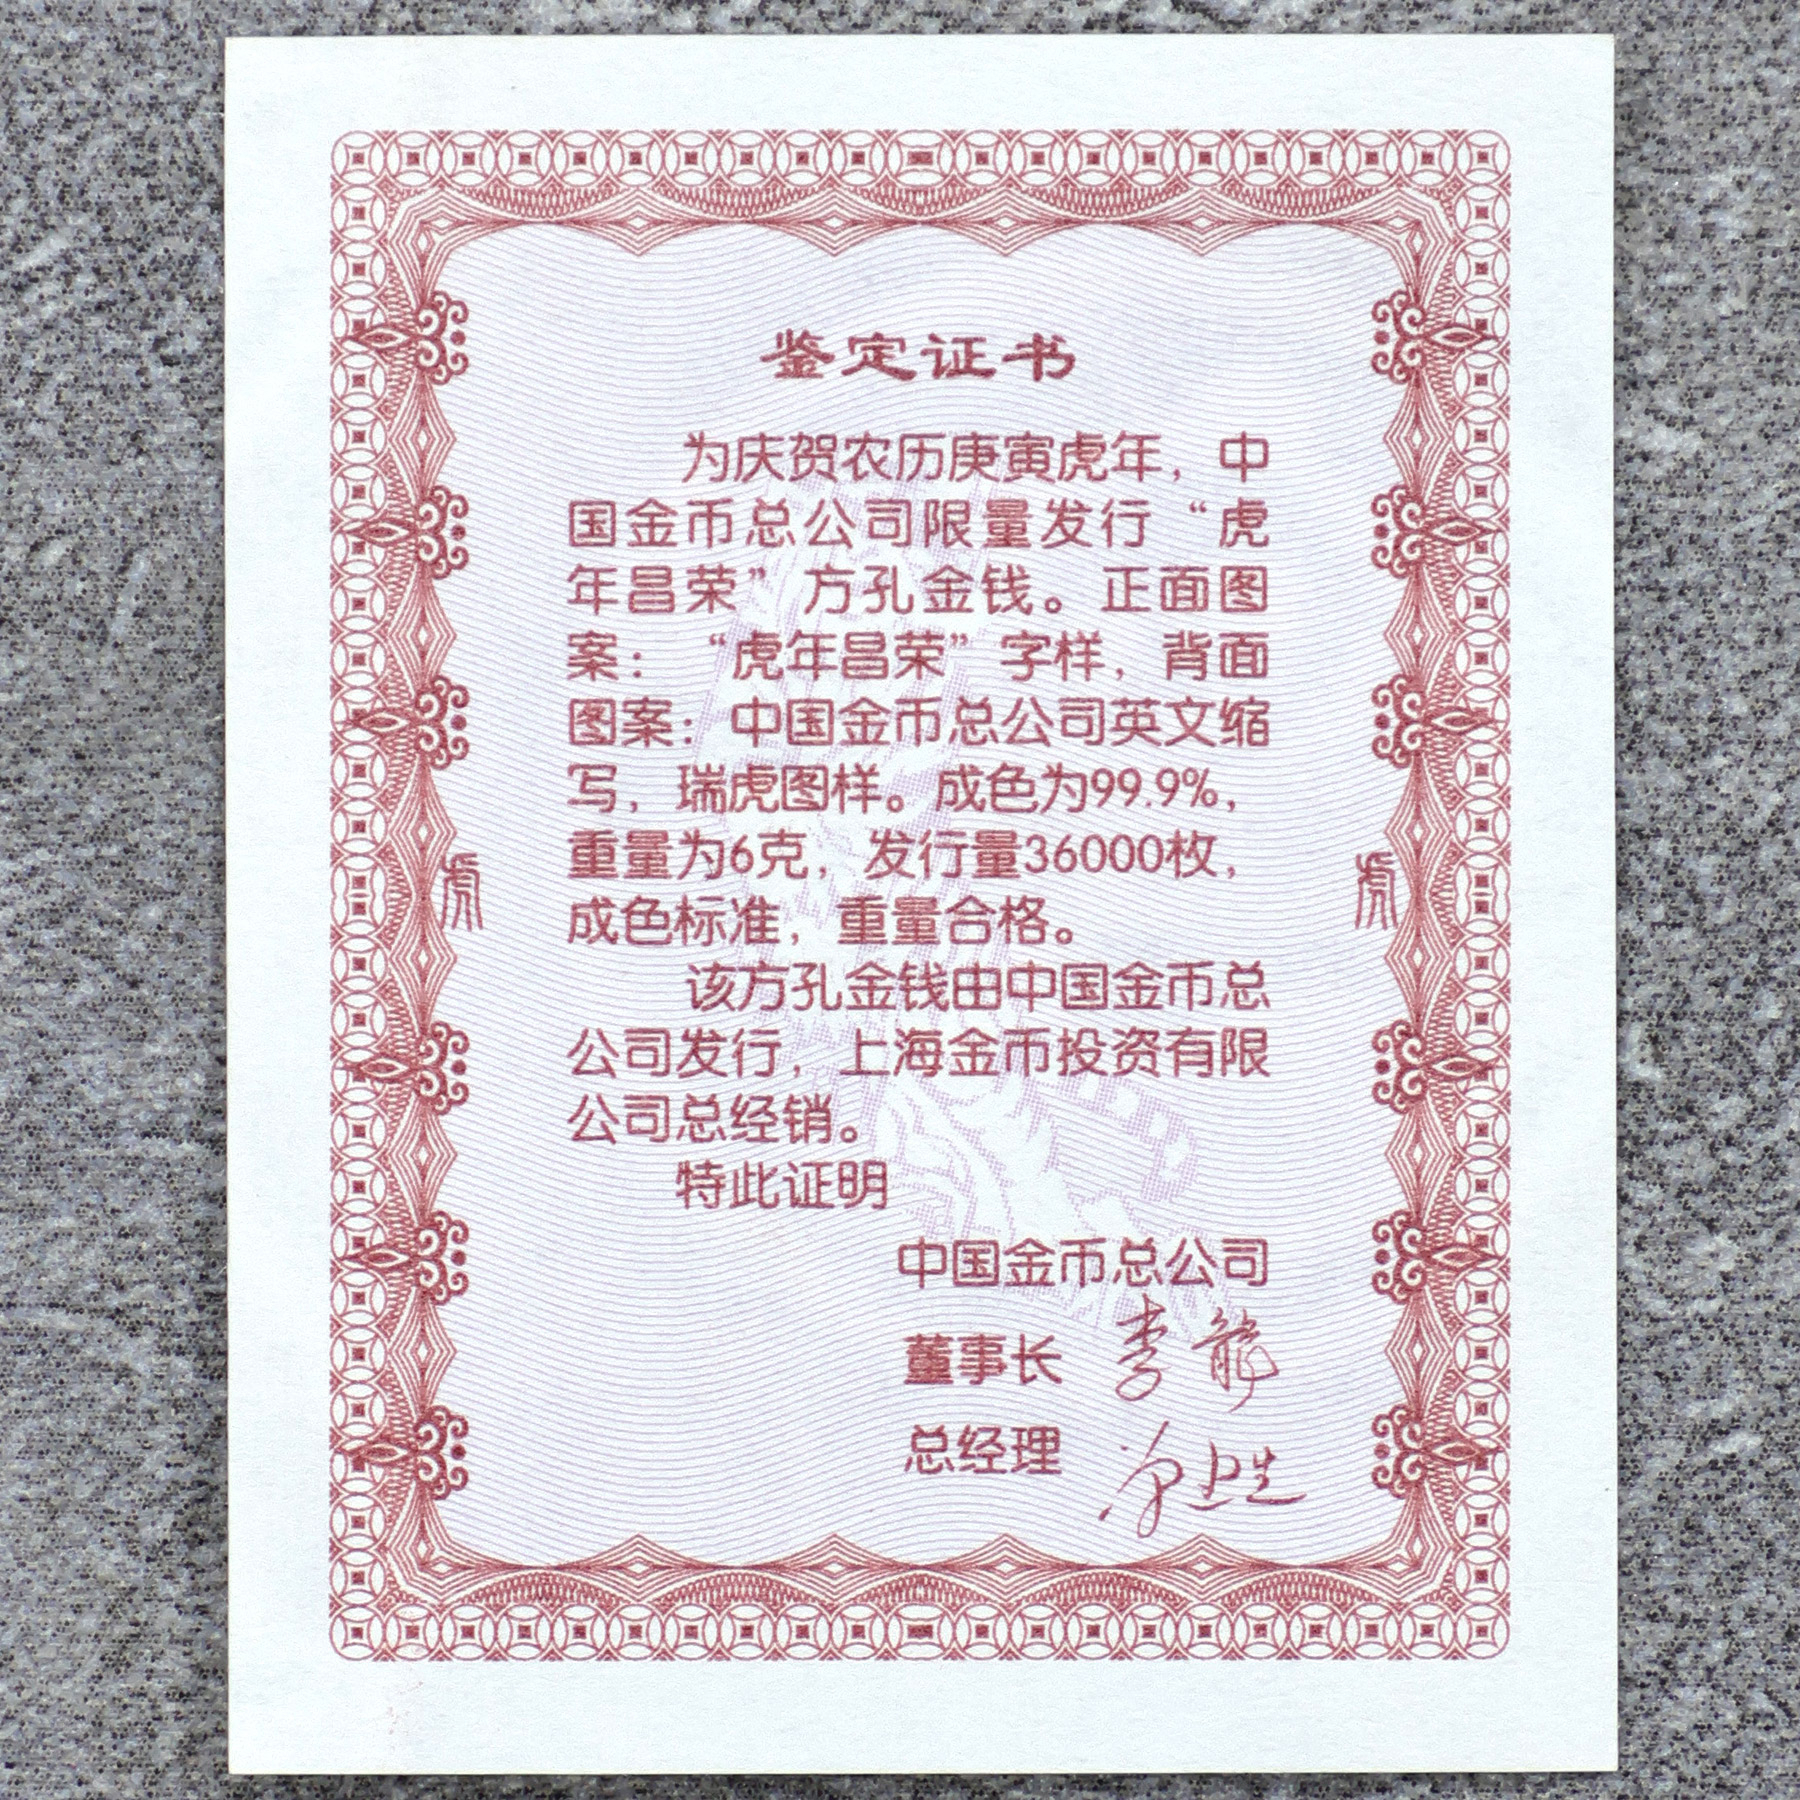 鉴定证书
为庆贺农历庚寅虎年，中
国金币总公司限量发行“虎
年昌荣”方孔金钱。正面图
案：“虎年昌荣”字样，背面
图案：中国金币总公司英文缩
写，瑞虎图样。成色为99.9%，
重量为6克，发行量36000枚，
成色标准，重量合格。
该方孔金钱由中国金币总
公司发行，上海金币投资有限
公司总经销。
特此证明
中国金币总公司
董事长
总经理
虎
虎